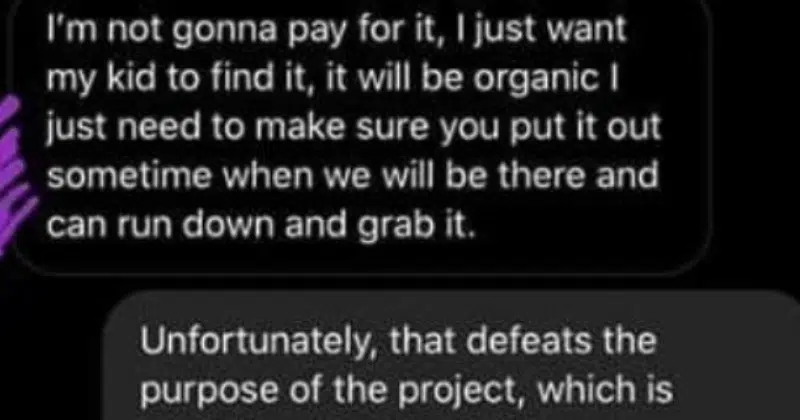 I'm not gonna pay for it, I just want
my kid to find it, it will be organic I
just need to make sure you put it out
sometime when we will be there and
can run down and grab it.
Unfortunately, that defeats the
purpose of the project, which is